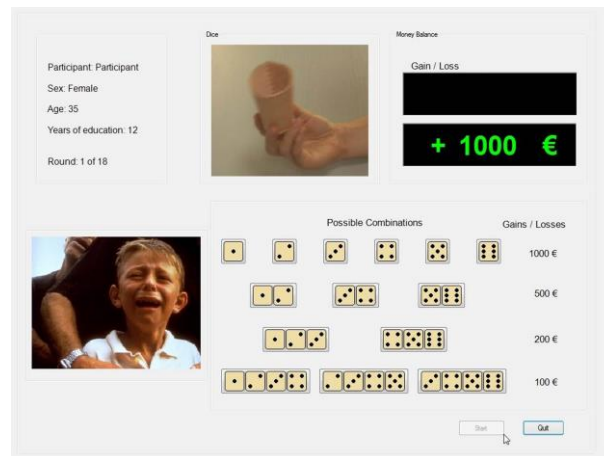 Dice
Money Balance
Participant: Participant
Sex: Female
Age: 35
Years of education: 12
Round: 1 of 18
Gain / Loss
+ 1000 €
Possible Combinations
Gains / Losses
1000 €
500 €
200 €
100 €
Start
Quit